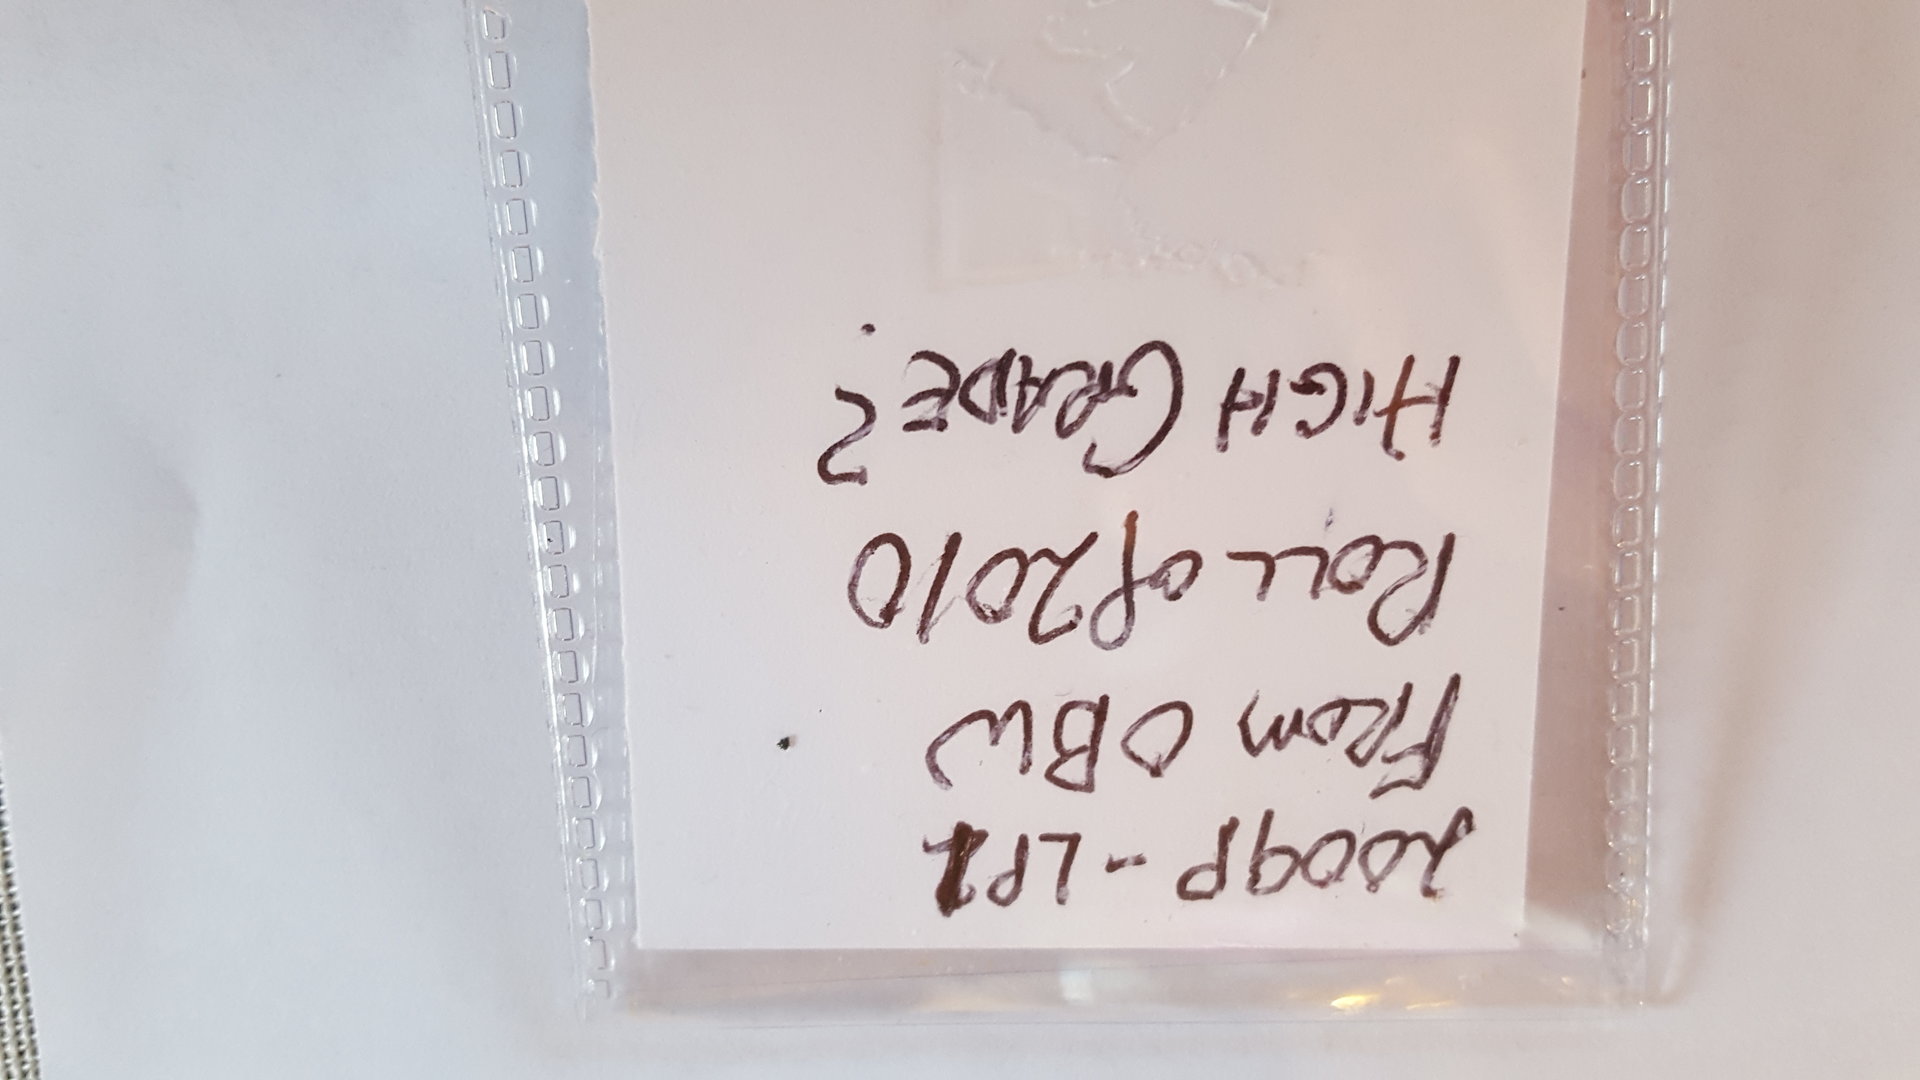 2009P-LP1
FROM OBW
ROLL OF 2010
HIGH GRADE?